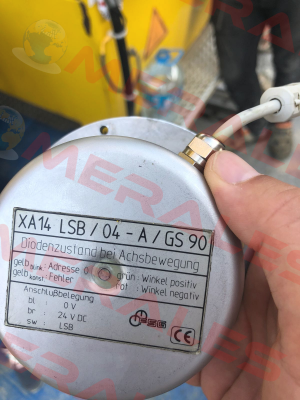 XA14 LSB / 04 - A / GS 90
Diodenzustand bei Achsbewegung
gelb blink. : Adresse 0 grün : Winkel positiv
gelb konst. : Fehler rot : Winkel negativ
Anschlußbelegung
bl : 0 V
br : 24 V DC
sw : LSB
CE